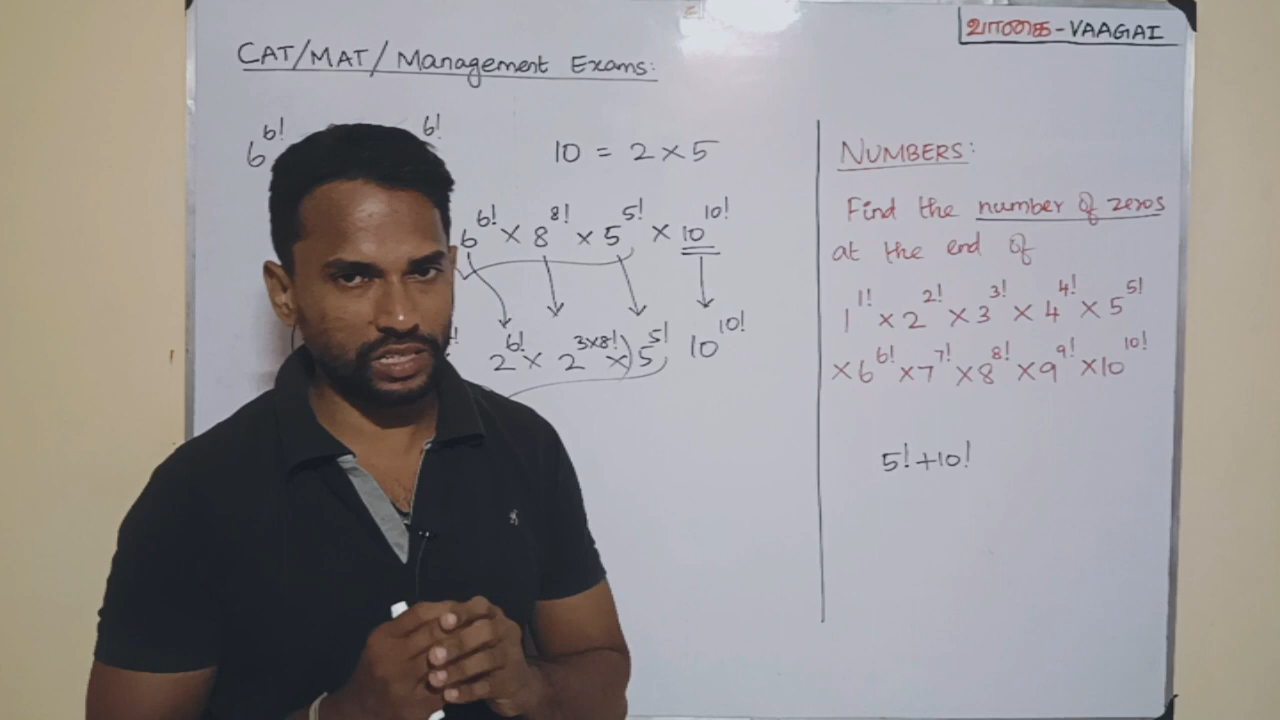 வாகை-VAAGAI
CAT/MAT/Management Exams:
6^6! 6!
10 = 2 × 5
6^6! × 8^8! × 5^5! × 10^10!
2^6! × 2^3×8! × 5^5! 10^10!
NUMBERS:
Find the number of zeros
at the end of
1^1! × 2^2! × 3^3! × 4^4! × 5^5!
× 6^6! × 7^7! × 8^8! × 9^9! × 10^10!
5!+10!